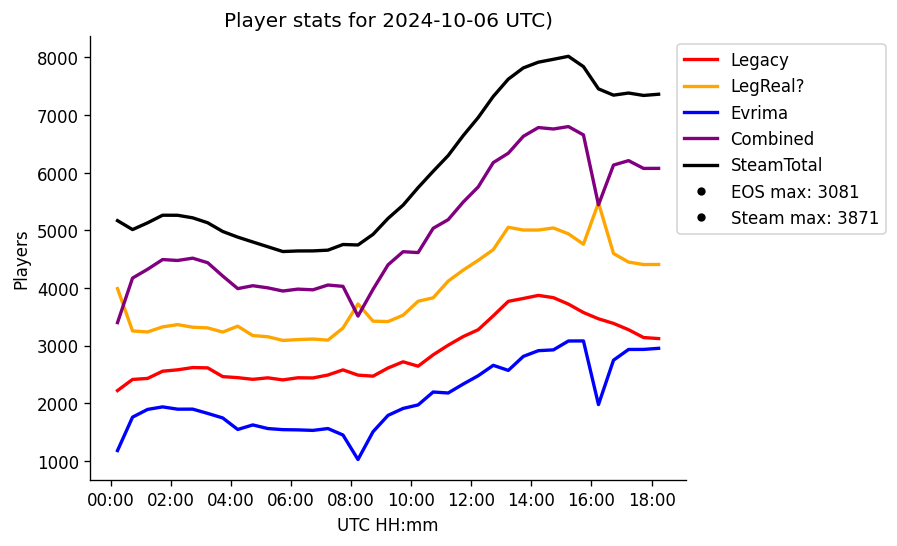 Player stats for 2024-10-06 UTC)
8000
7000
6000
5000
4000
3000
2000
1000
Players
00:00 02:00 04:00 06:00 08:00 10:00 12:00 14:00 16:00 18:00
UTC HH:mm
Legacy
LegReal?
Evrima
Combined
SteamTotal
EOS max: 3081
Steam max: 3871